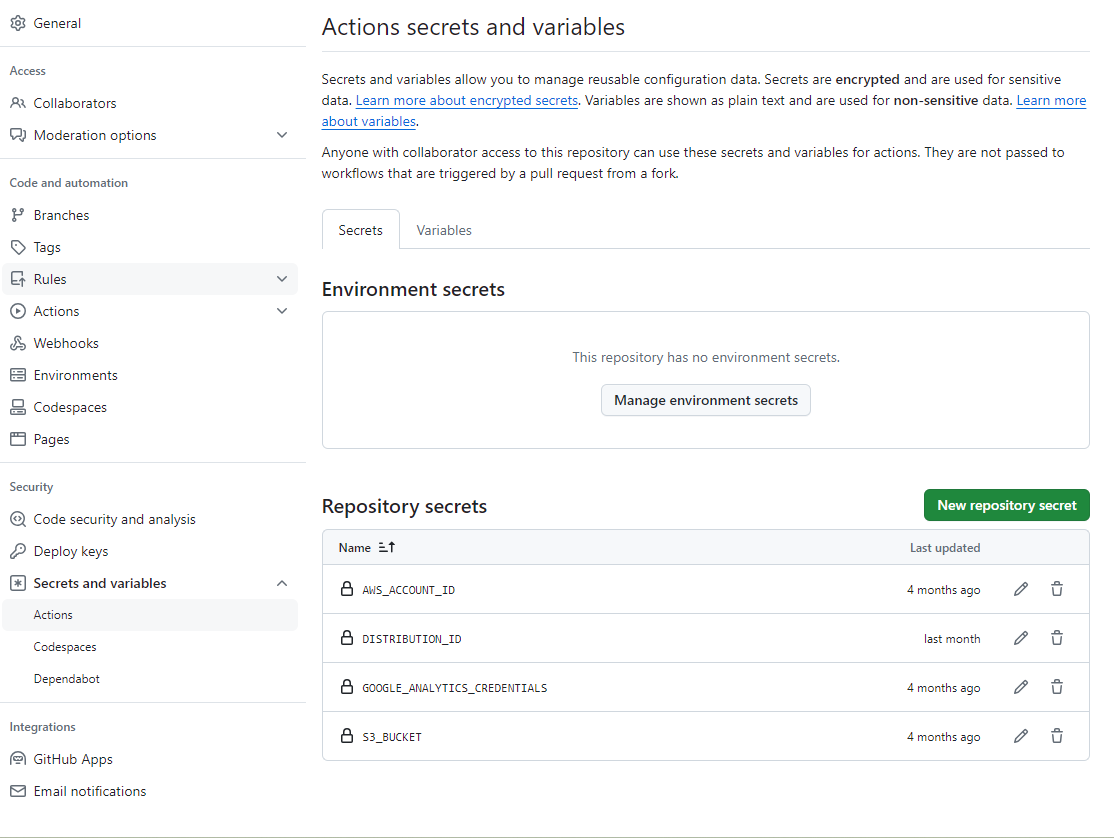 General
Access
Collaborators
Moderation options
Code and automation
Branches
Tags
Rules
Actions
Webhooks
Environments
Codespaces
Pages
Security
Code security and analysis
Deploy keys
Secrets and variables
Actions
Codespaces
Dependabot
Integrations
GitHub Apps
Email notifications
Actions secrets and variables
Secrets and variables allow you to manage reusable configuration data. Secrets are encrypted and are used for sensitive
data. Learn more about encrypted secrets. Variables are shown as plain text and are used for non-sensitive data. Learn more
about variables.
Anyone with collaborator access to this repository can use these secrets and variables for actions. They are not passed to
workflows that are triggered by a pull request from a fork.
Secrets Variables
Environment secrets
This repository has no environment secrets.
Manage environment secrets
Repository secrets New repository secret
Name Last updated
AWS_ACCOUNT_ID 4 months ago
DISTRIBUTION_ID last month
GOOGLE_ANALYTICS_CREDENTIALS 4 months ago
S3_BUCKET 4 months ago